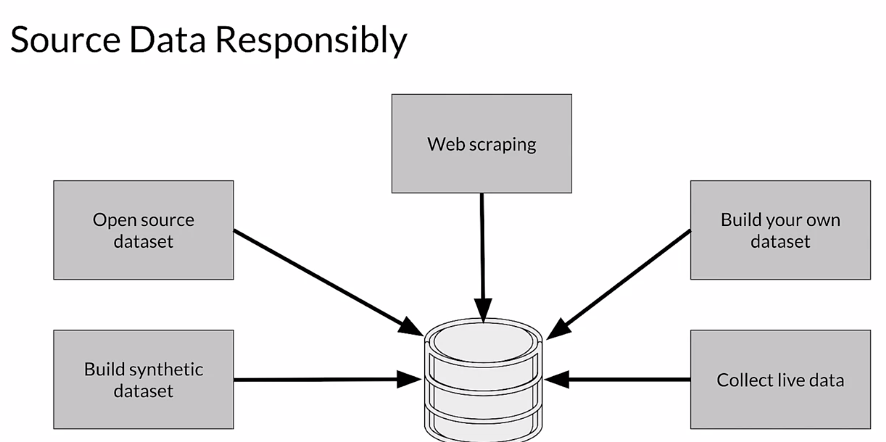 Source Data Responsibly
Web scraping
Open source
dataset
Build your own
dataset
Build synthetic
dataset
Collect live data